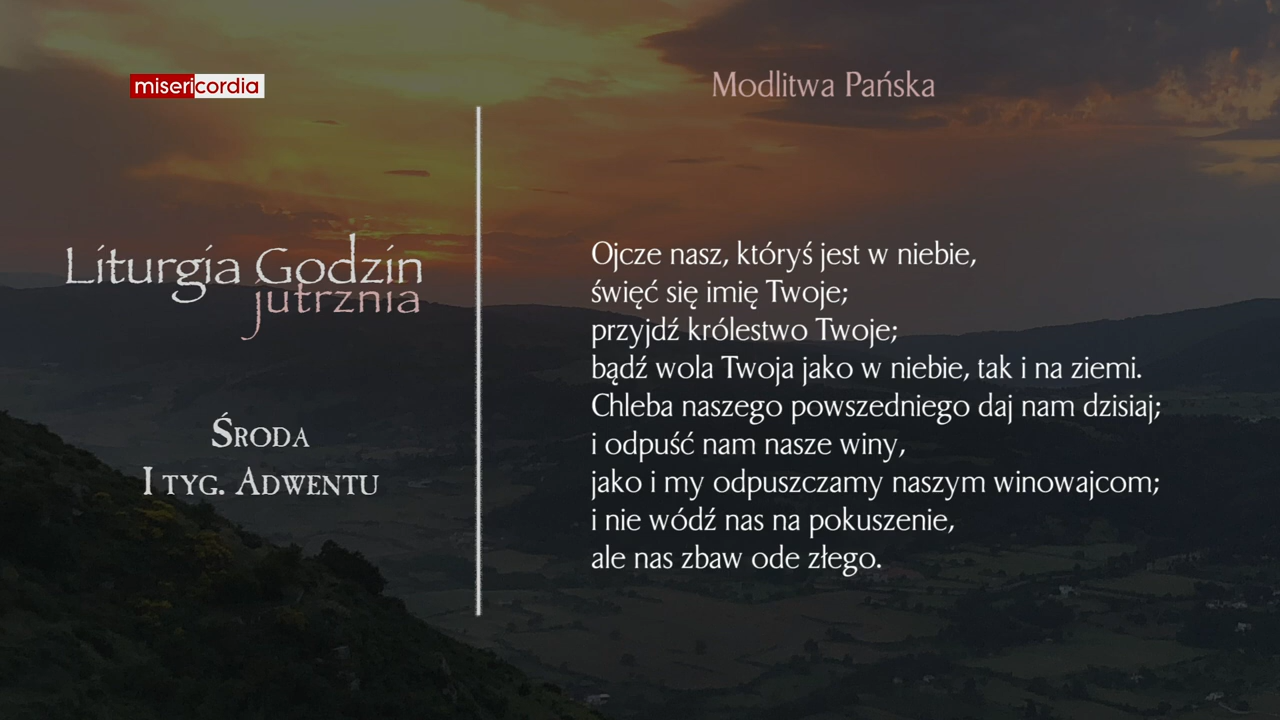 misericordia
Liturgia Godzin
jutrznia
Środa
I tyg. Adwentu
Modlitwa Pańska
Ojcze nasz, któryś jest w niebie,
święć się imię Twoje;
przyjdź królestwo Twoje;
bądź wola Twoja jako w niebie, tak i na ziemi.
Chleba naszego powszedniego daj nam dzisiaj;
i odpuść nam nasze winy,
jako i my odpuszczamy naszym winowajcom;
i nie wódź nas na pokuszenie,
ale nas zbaw ode złego.